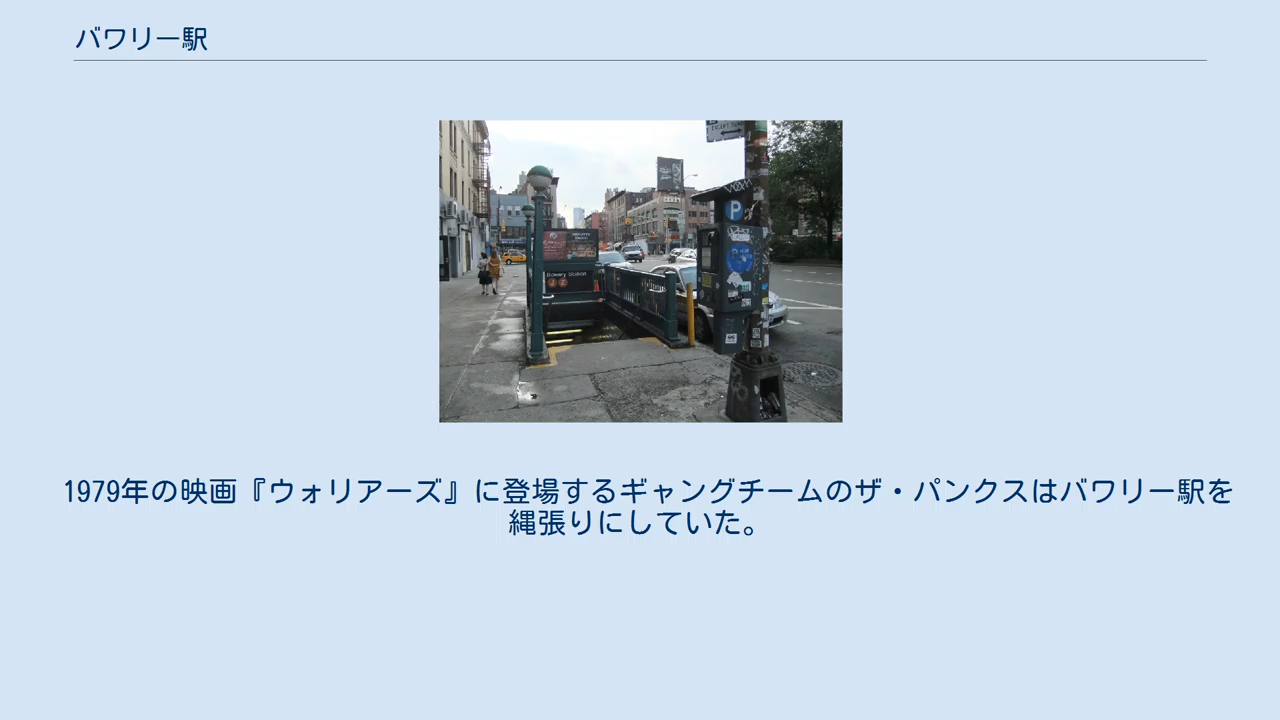 バワリー駅
Bowery Station
J Z
P
1979年の映画『ウォリアーズ』に登場するギャングチームのザ・パンクスはバワリー駅を
縄張りにしていた。